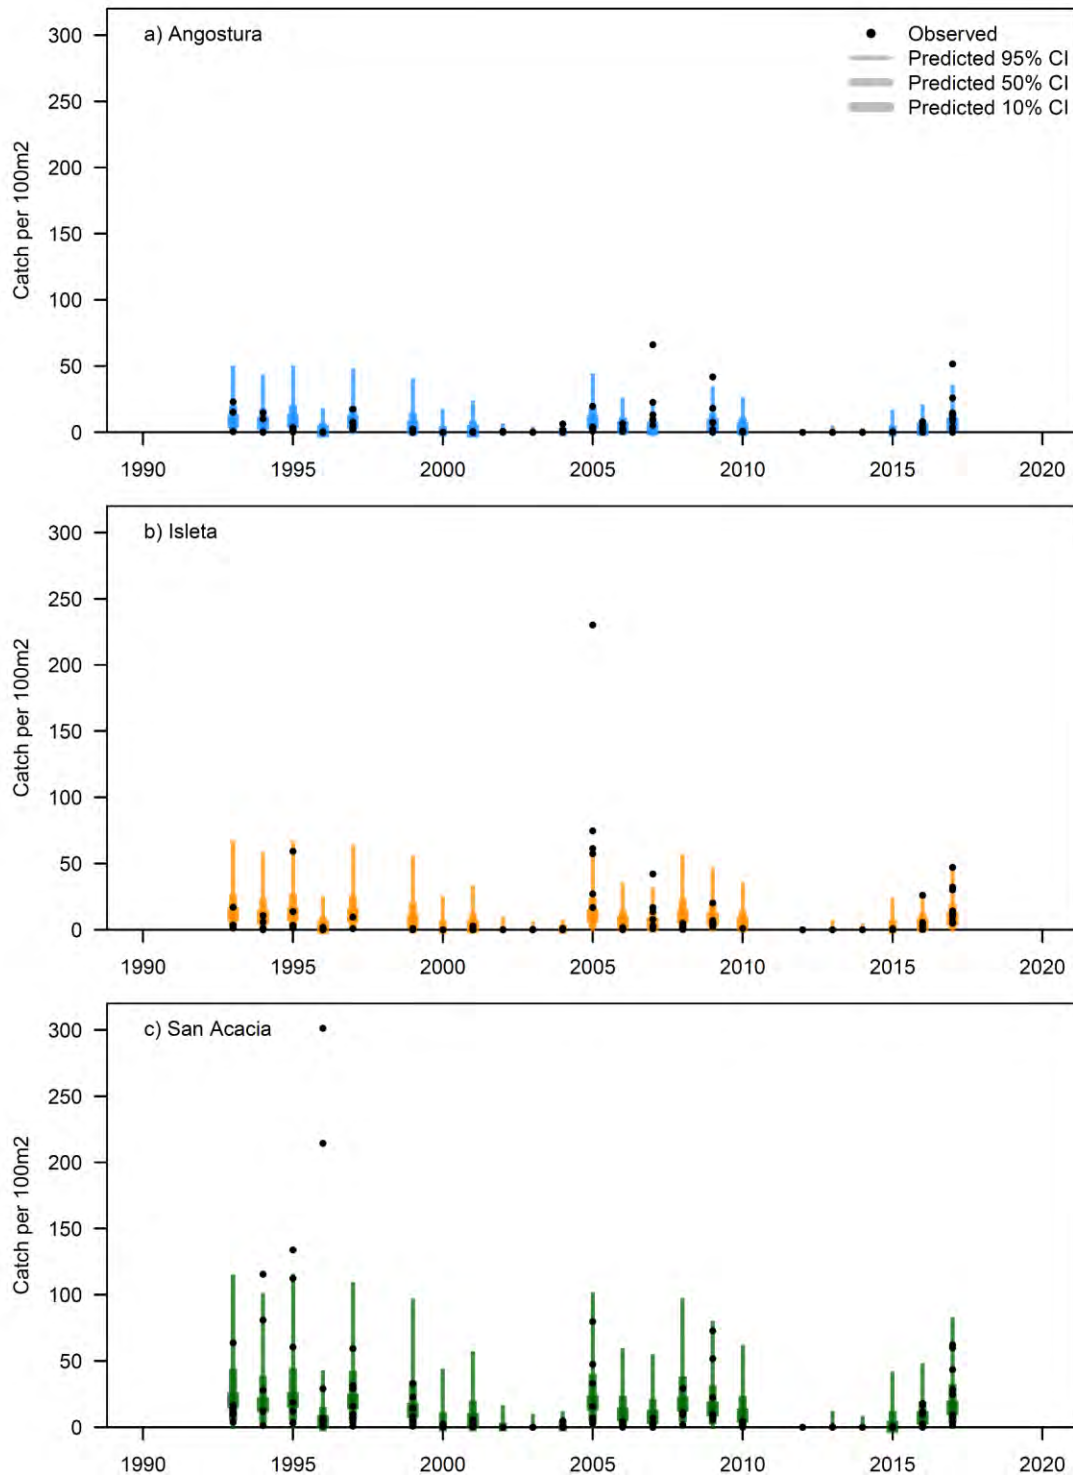 a) Angostura
Observed
Predicted 95% CI
Predicted 50% CI
Predicted 10% CI
Catch per 100m2
300
250
200
150
100
50
0
1990 1995 2000 2005 2010 2015 2020
b) Isleta
Catch per 100m2
300
250
200
150
100
50
0
1990 1995 2000 2005 2010 2015 2020
c) San Acacia
Catch per 100m2
300
250
200
150
100
50
0
1990 1995 2000 2005 2010 2015 2020